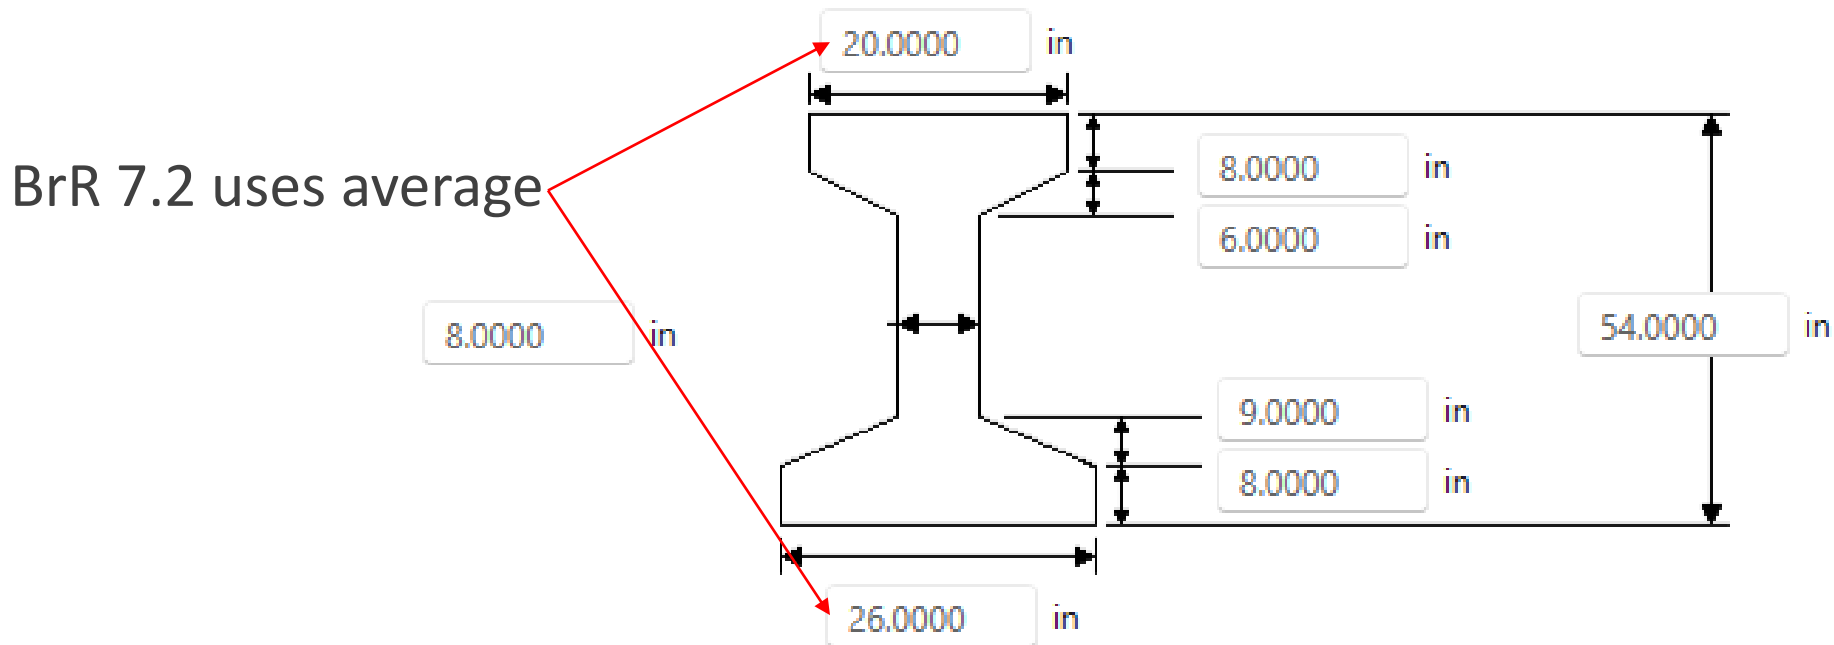 20.0000 in
BrR 7.2 uses average
8.0000 in
6.0000 in
8.0000 in
54.0000 in
9.0000 in
8.0000 in
26.0000 in